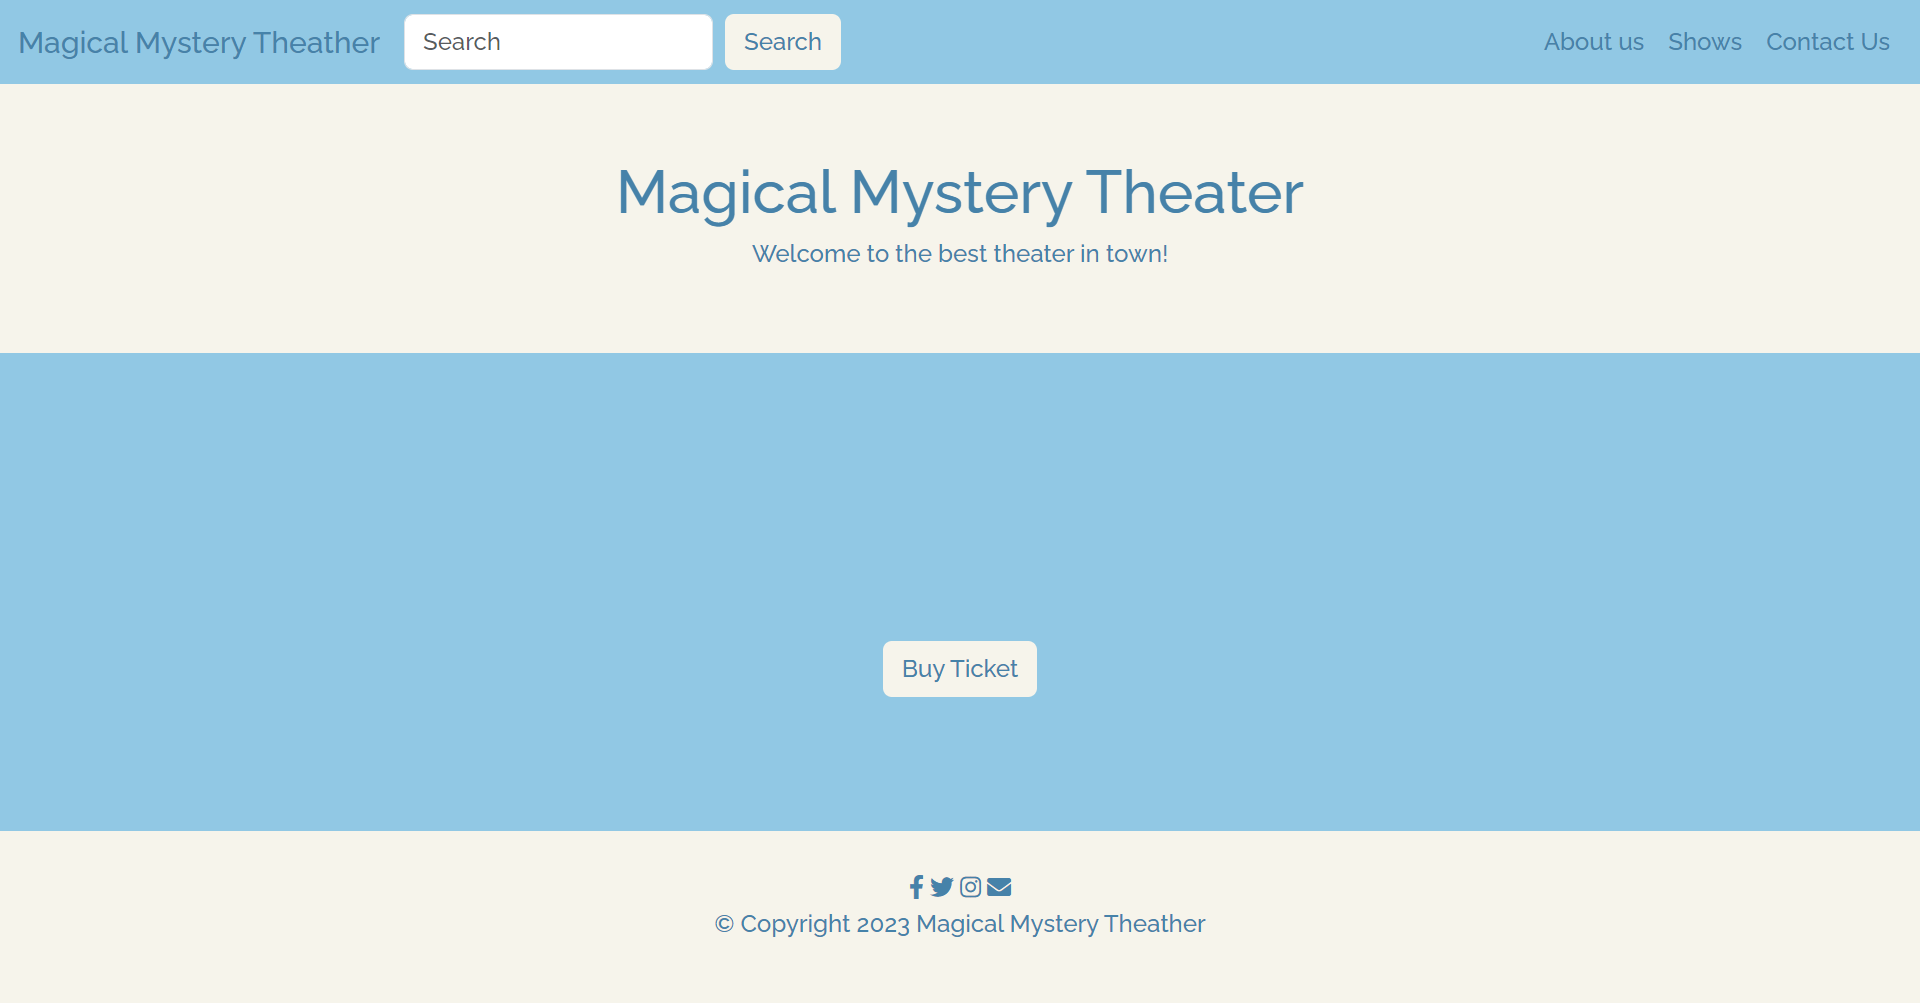 Magical Mystery Theather Search Search About us Shows Contact Us
Magical Mystery Theater
Welcome to the best theater in town!
Buy Ticket
© Copyright 2023 Magical Mystery Theather